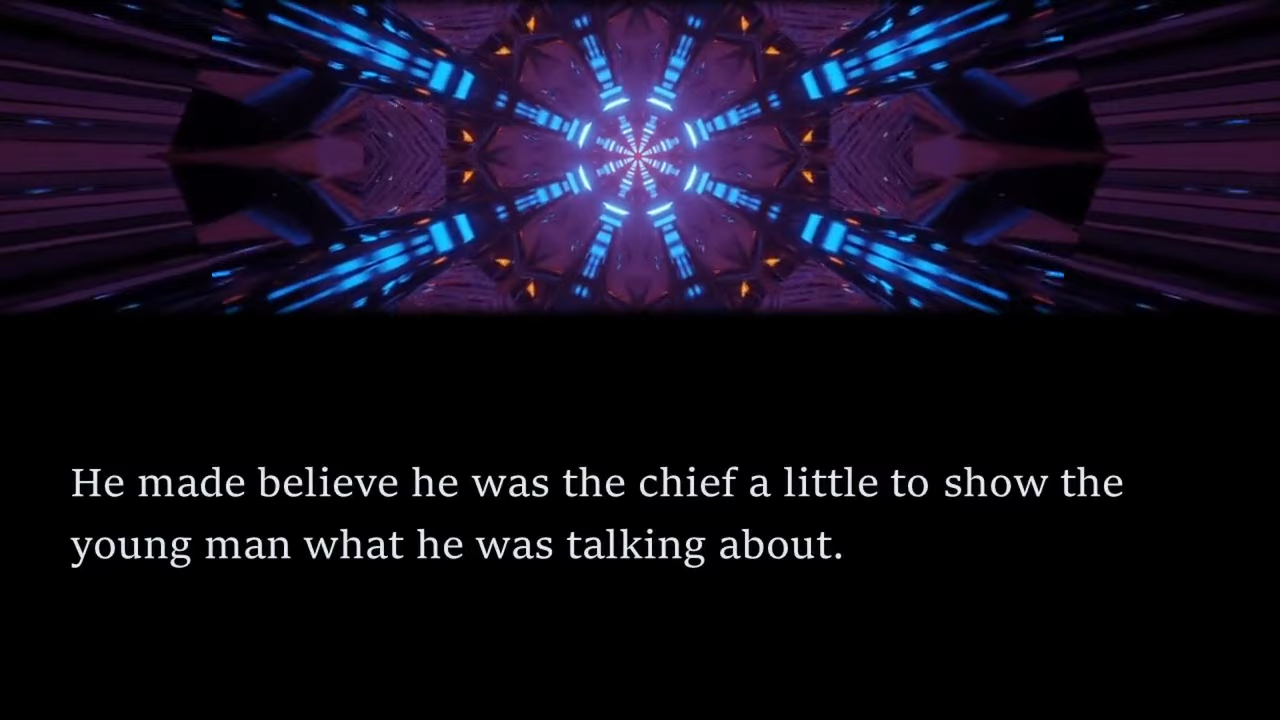 He made believe he was the chief a little to show the
young man what he was talking about.